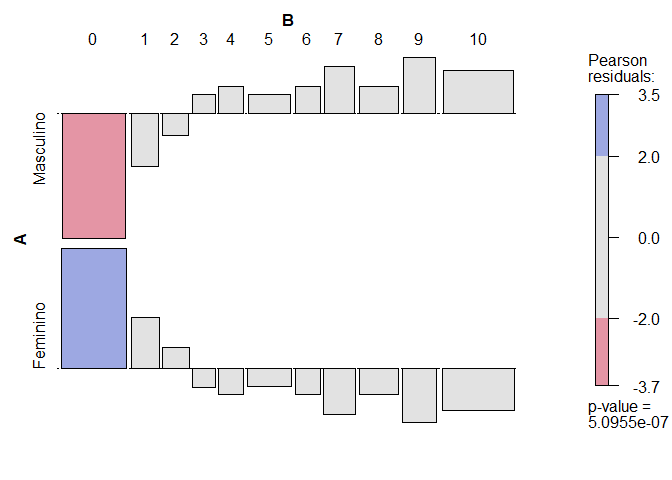 B
0 1 2 3 4 5 6 7 8 9 10
A
Masculino
Feminino
Pearson
residuals:
3.5
2.0
0.0
-2.0
-3.7
p-value =
5.0955e-07